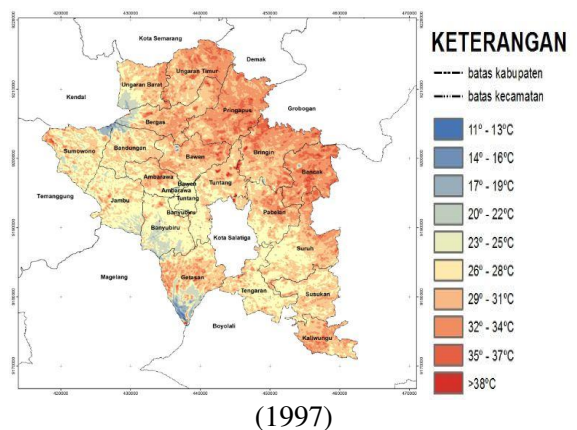 Kota Semarang
Demak
Ungaran Timur
Ungaran Barat
Kendal
Pringapus
Grobogan
Bergas
Bandungan
Sumowono
Bawen
Bringin
Bancak
Ambarawa
Tuntang
Bawen
Ambarawa
Tuntang
Temanggung
Jambu
Banyubiru
Pabelan
Banyubiru
Kota Salatiga
Suruh
Magelang
Getasan
Tengaran
Susukan
Boyolali
Kaliwungu
KETERANGAN
batas kabupaten
batas kecamatan
11º - 13ºC
14º - 16ºC
17º - 19ºC
20º - 22ºC
23º - 25ºC
26º - 28ºC
29º - 31ºC
32º - 34ºC
35º - 37ºC
>38ºC
(1997)